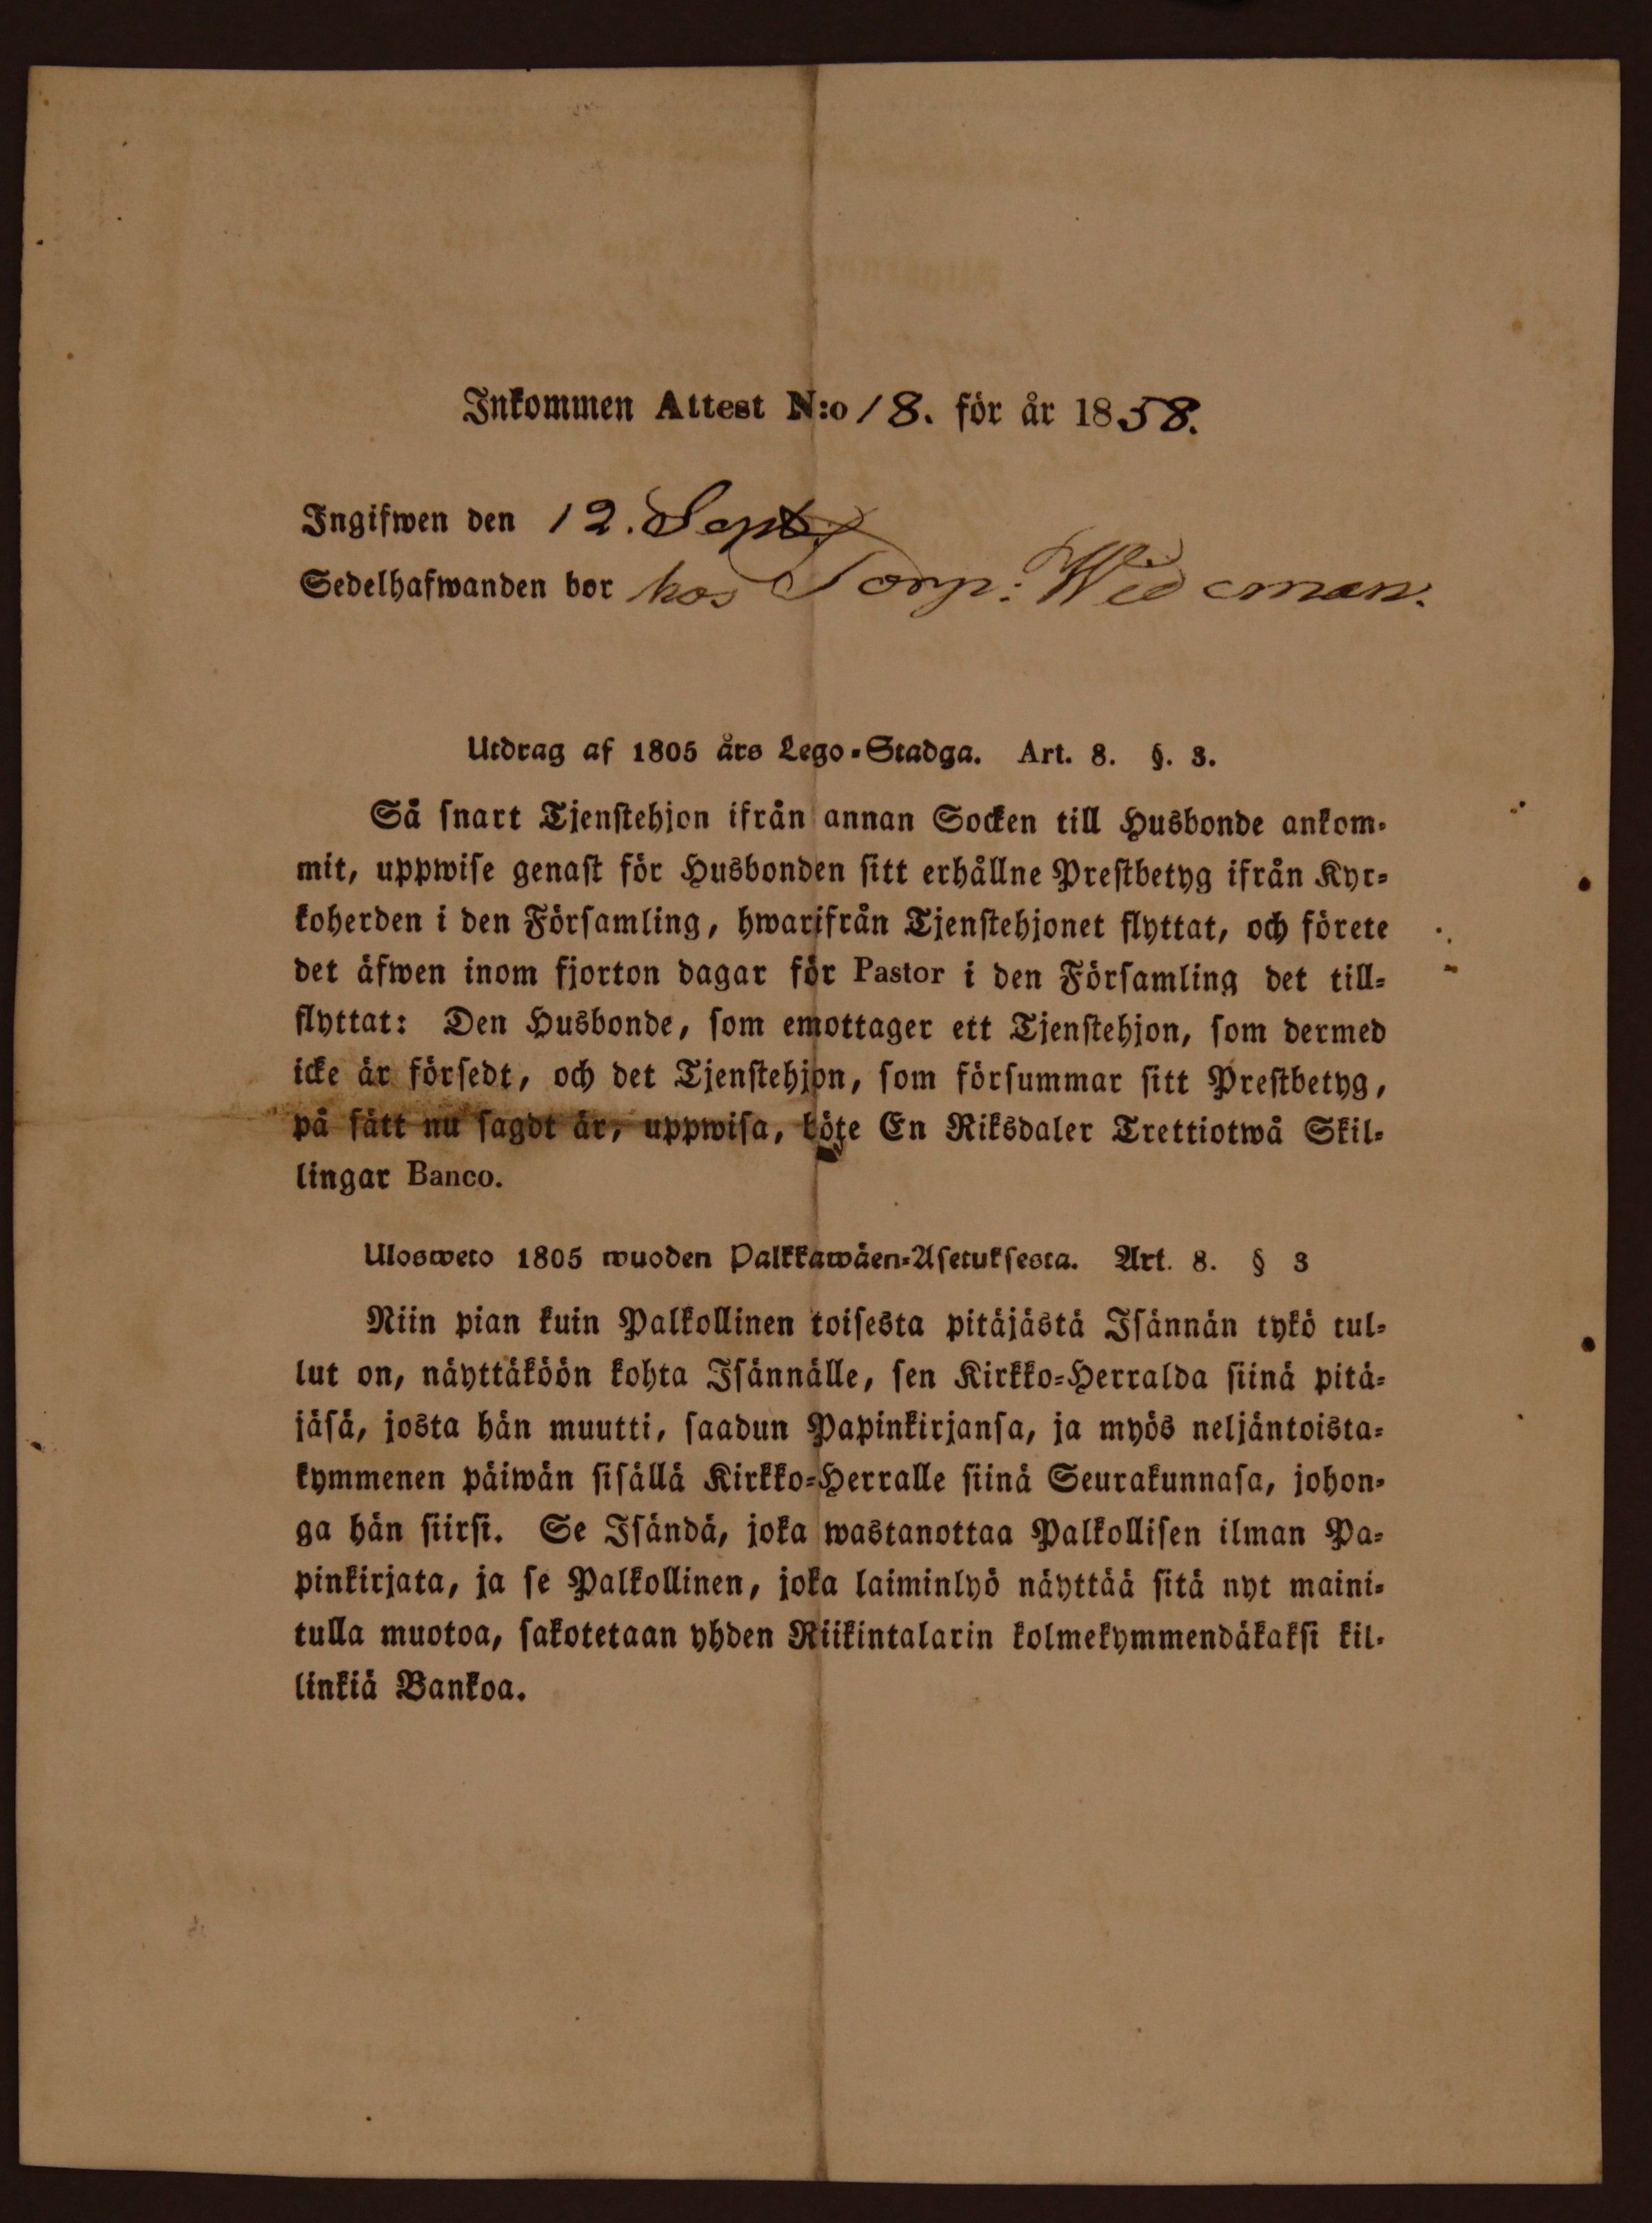 Inkommen Attest N:o 18. för år 1858.
Ingifwen den 12. Sept.
Sedelhafwanden bor hos Torp: Wideman.
Utdrag af 1805 års Lego-Stadga. Art. 8. §. 3.
Så snart Tjenstehjon ifrån annan Socken till Husbonde ankom-
mit, uppwise genast för Husbonden sitt erhållne Prestbetyg ifrån Kyr-
koherden i den Församling, hwarifrån Tjenstehjonet flyttat, och förete
det äfwen inom fjorton dagar för Pastor i den Församling det till-
flyttat: Den Husbonde, som emottager ett Tjenstehjon, som dermed
icke är försedt, och det Tjenstehjon, som försummar sitt Prestbetyg,
på sätt nu sagdt är, uppwisa, böte En Riksdaler Trettiotwå Skil-
lingar Banco.
Ulosweto 1805 wuoden Palkkawäen-Asetuksesta. Art. 8. § 3
Niin pian kuin Palkollinen toisesta pitäjästä Isännän tykö tul-
lut on, näyttäköön kohta Isännälle, sen Kirkko-Herralda siinä pitä-
jäsä, josta hän muutti, saadun Papinkirjansa, ja myös neljäntoista-
kymmenen päiwän sisällä Kirkko-Herralle siinä Seurakunnasa, johon-
ga hän siirsi. Se Isändä, joka wastanottaa Palkollisen ilman Pa-
pinkirjata, ja se Palkollinen, joka laiminlyö näyttää sitä nyt maini-
tulla muotoa, sakotetaan yhden Riikintalarin kolmekymmendäkaksi kil-
linkiä Bankoa.